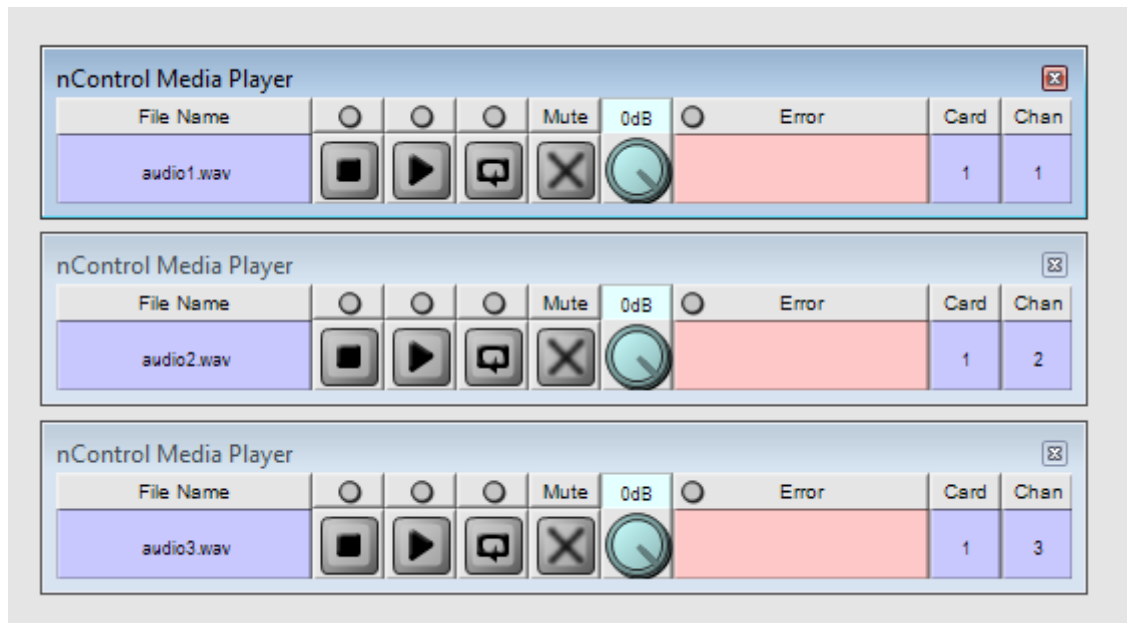 nControl Media Player
File Name Mute 0dB Error Card Chan
audio1.wav 1 1
nControl Media Player
File Name Mute 0dB Error Card Chan
audio2.wav 1 2
nControl Media Player
File Name Mute 0dB Error Card Chan
audio3.wav 1 3